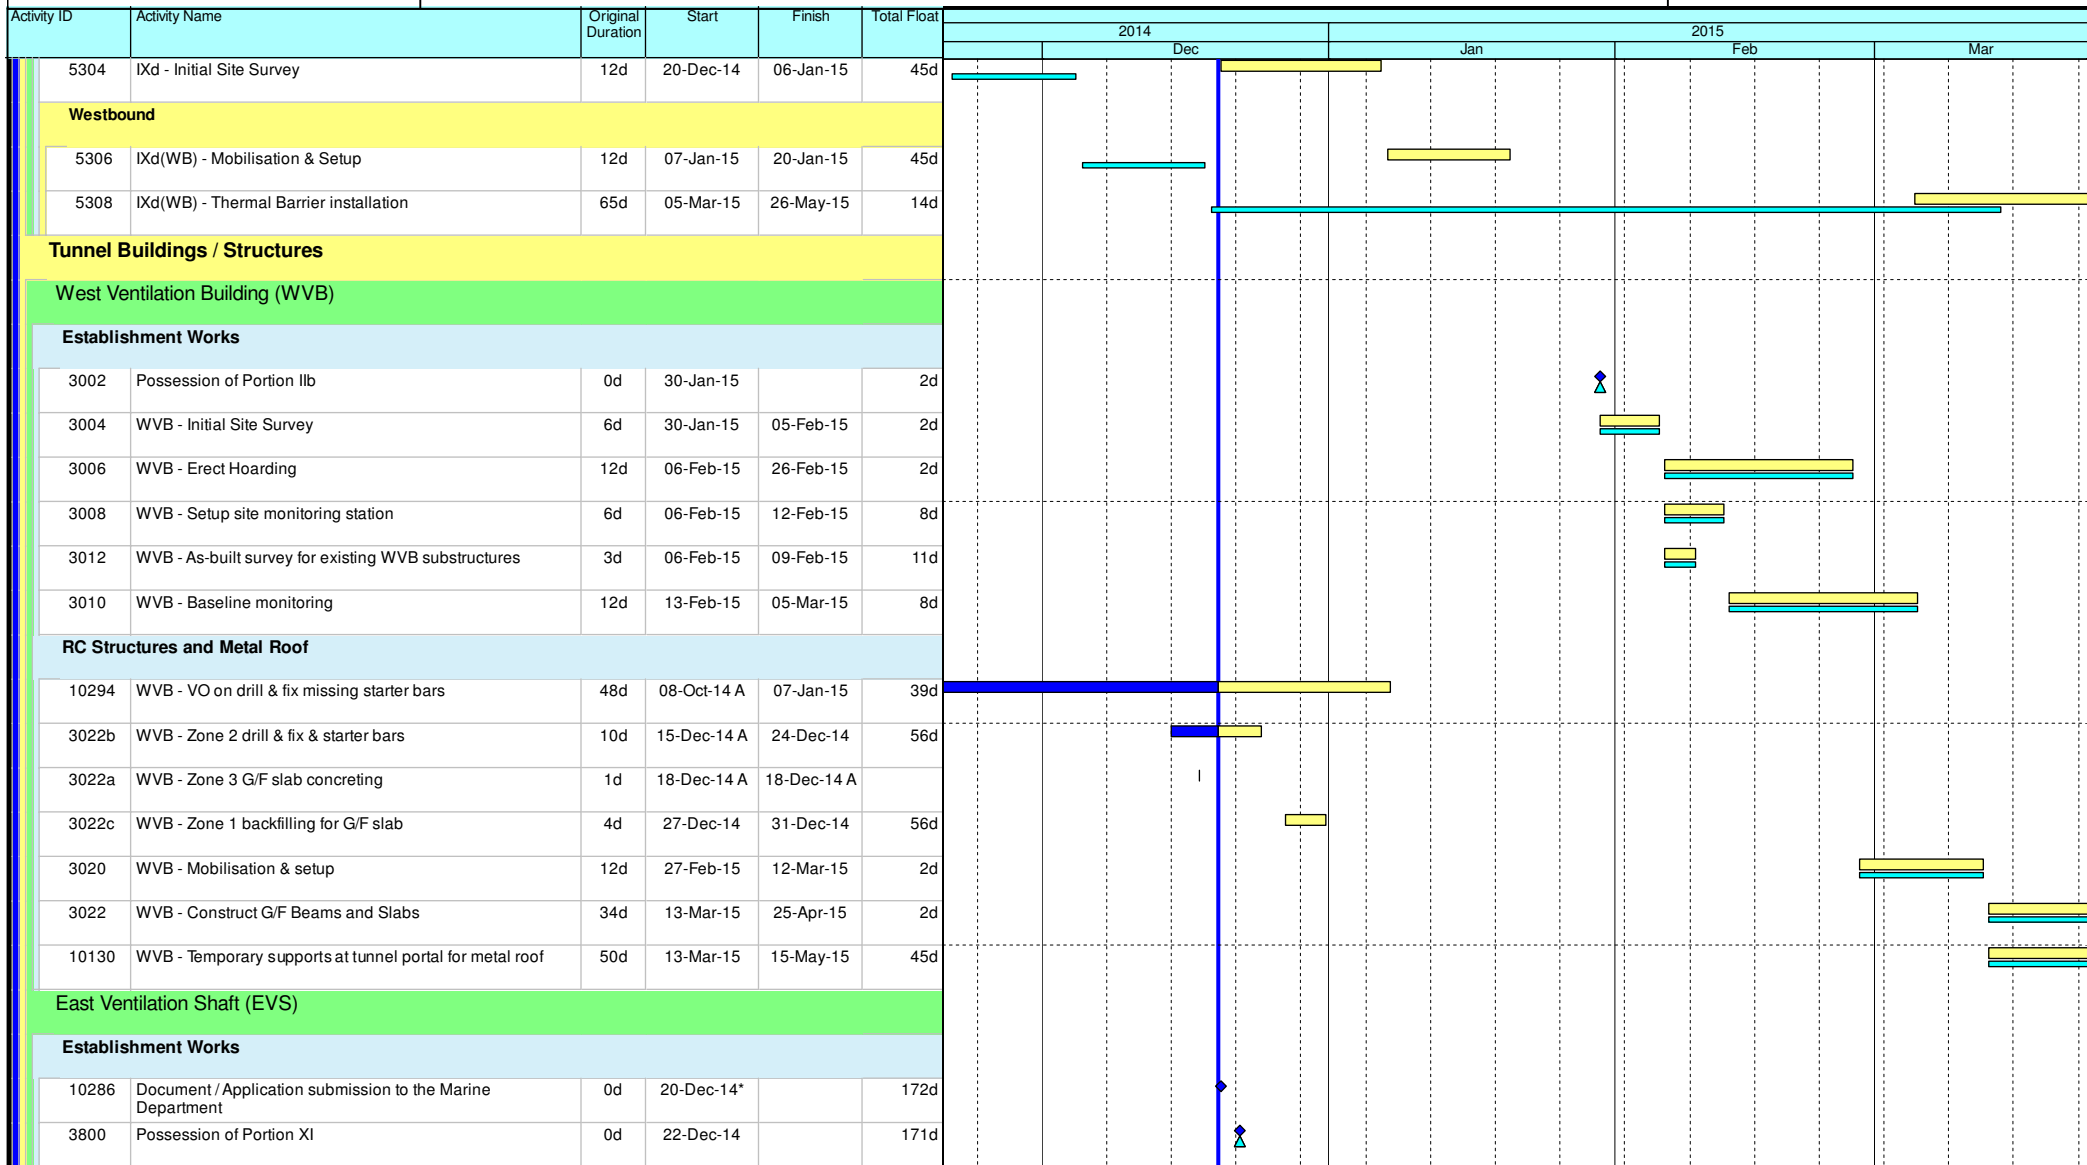 Activity ID Activity Name Original Duration Start Finish Total Float
2014 2015
Dec Jan Feb Mar
5304 IXd - Initial Site Survey 12d 20-Dec-14 06-Jan-15 45d
Westbound
5306 IXd(WB) - Mobilisation & Setup 12d 07-Jan-15 20-Jan-15 45d
5308 IXd(WB) - Thermal Barrier installation 65d 05-Mar-15 26-May-15 14d
Tunnel Buildings / Structures
West Ventilation Building (WVB)
Establishment Works
3002 Possession of Portion IIb 0d 30-Jan-15 2d
3004 WVB - Initial Site Survey 6d 30-Jan-15 05-Feb-15 2d
3006 WVB - Erect Hoarding 12d 06-Feb-15 26-Feb-15 2d
3008 WVB - Setup site monitoring station 6d 06-Feb-15 12-Feb-15 8d
3012 WVB - As-built survey for existing WVB substructures 3d 06-Feb-15 09-Feb-15 11d
3010 WVB - Baseline monitoring 12d 13-Feb-15 05-Mar-15 8d
RC Structures and Metal Roof
10294 WVB - VO on drill & fix missing starter bars 48d 08-Oct-14 A 07-Jan-15 39d
3022b WVB - Zone 2 drill & fix & starter bars 10d 15-Dec-14 A 24-Dec-14 56d
3022a WVB - Zone 3 G/F slab concreting 1d 18-Dec-14 A 18-Dec-14 A
3022c WVB - Zone 1 backfilling for G/F slab 4d 27-Dec-14 31-Dec-14 56d
3020 WVB - Mobilisation & setup 12d 27-Feb-15 12-Mar-15 2d
3022 WVB - Construct G/F Beams and Slabs 34d 13-Mar-15 25-Apr-15 2d
10130 WVB - Temporary supports at tunnel portal for metal roof 50d 13-Mar-15 15-May-15 45d
East Ventilation Shaft (EVS)
Establishment Works
10286 Document / Application submission to the Marine 0d 20-Dec-14* 172d
Department
3800 Possession of Portion XI 0d 22-Dec-14 171d